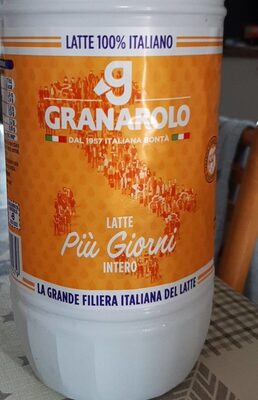 LATTE 100% ITALIANO
g
GRANAROLO
DAL 1957 ITALIANA BONTÀ
LATTE
Più Giorni
INTERO
LA GRANDE FILIERA ITALIANA DEL LATTE